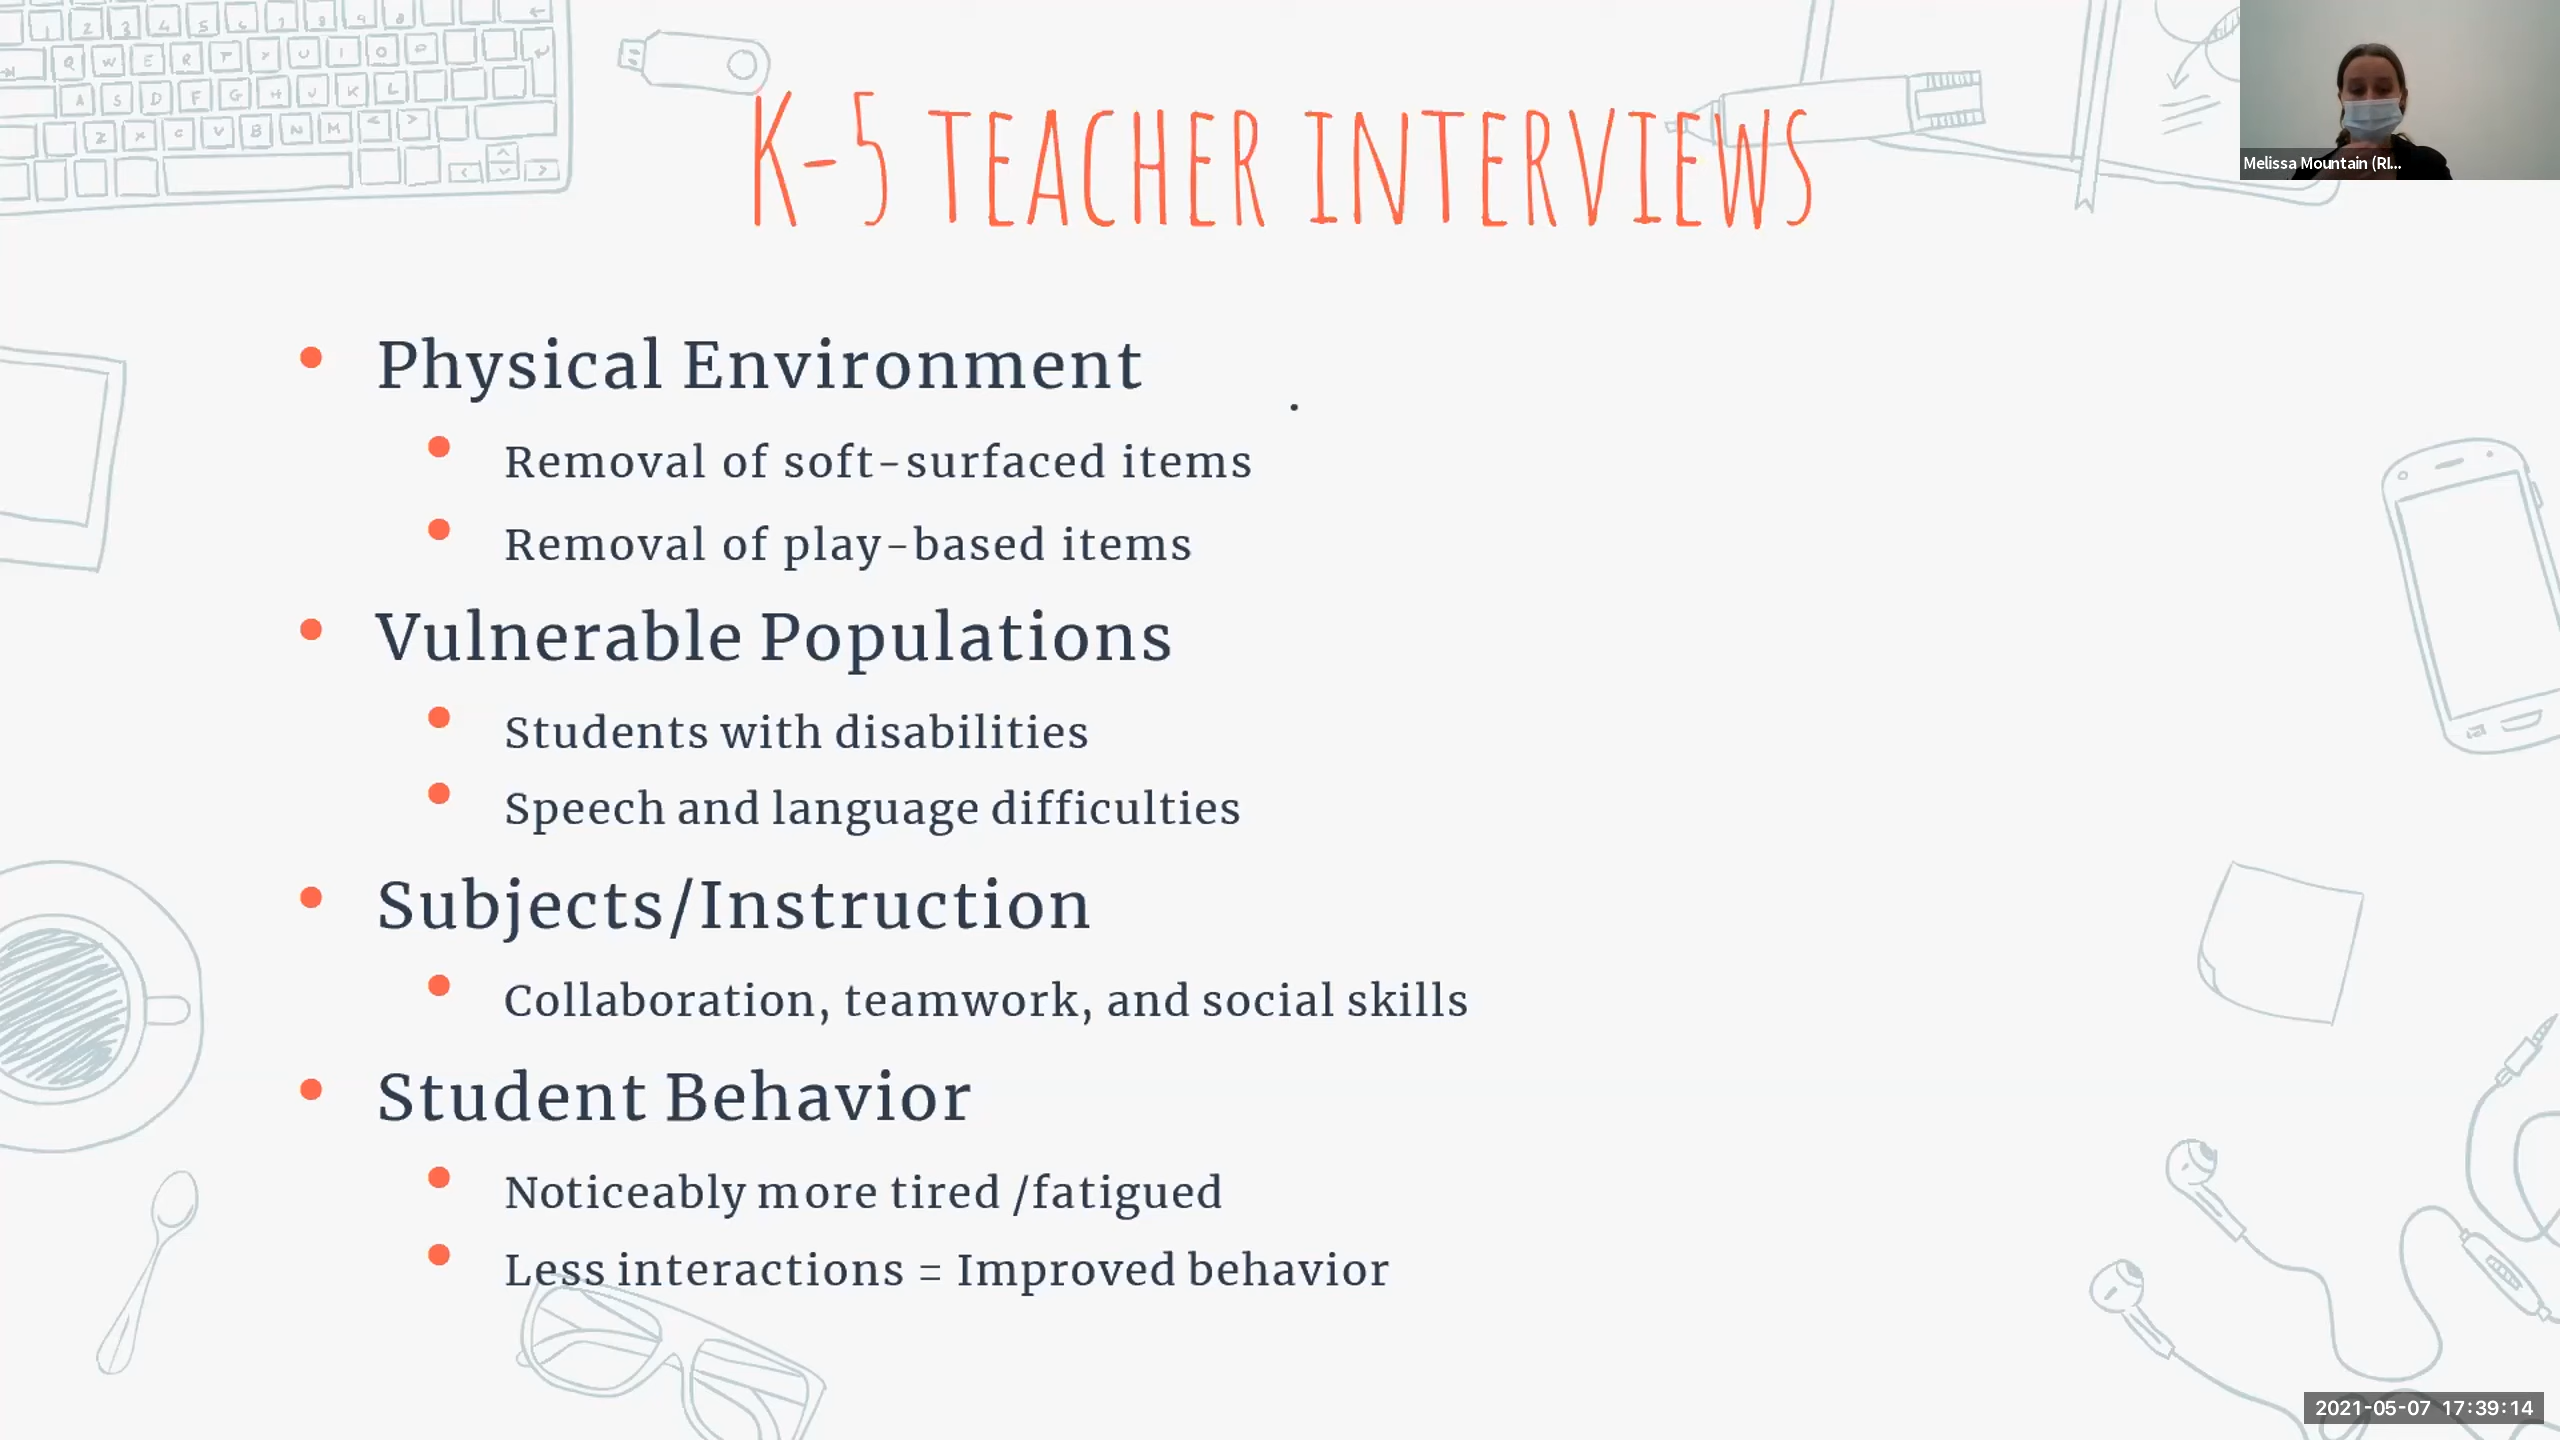 K-5 TEACHER INTERVIEWS
Melissa Mountain (RI...
Physical Environment
Removal of soft-surfaced items
Removal of play-based items
Vulnerable Populations
Students with disabilities
Speech and language difficulties
Subjects/Instruction
Collaboration, teamwork, and social skills
Student Behavior
Noticeably more tired /fatigued
Less interactions = Improved behavior
2021-05-07 17:39:14